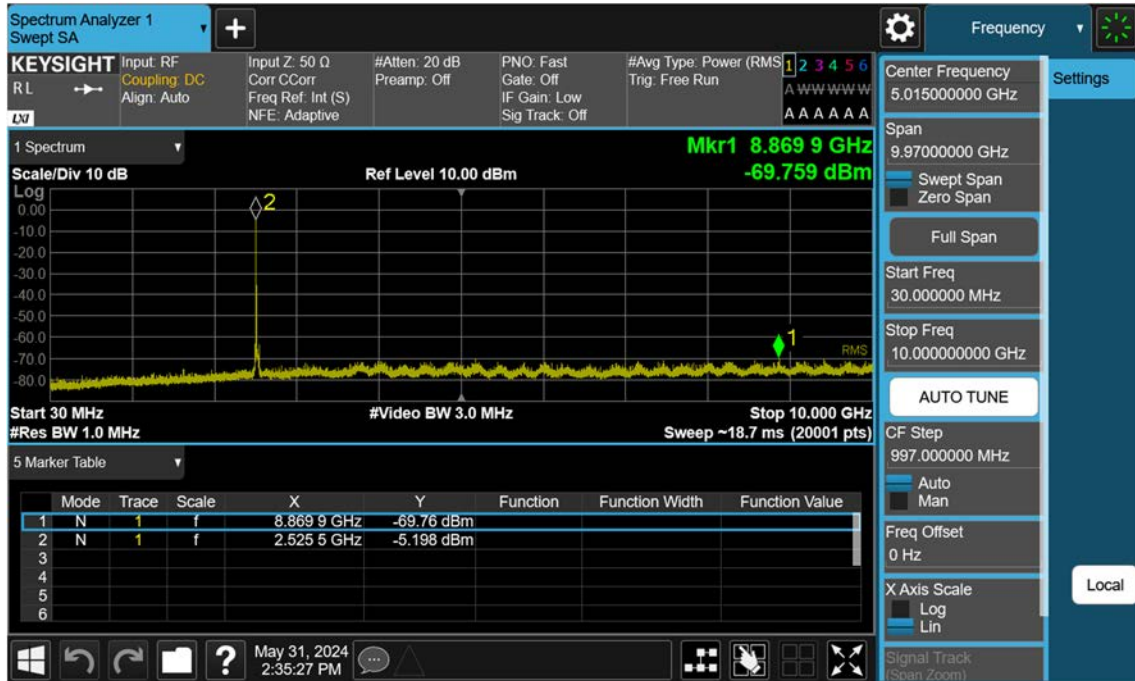 Spectrum Analyzer 1
Swept SA
Frequency
KEYSIGHT
R L
LXI
Input: RF
Coupling: DC
Align: Auto
Input Z: 50 Ω
Corr CCorr
Freq Ref: Int (S)
NFE: Adaptive
#Atten: 20 dB
Preamp: Off
PNO: Fast
Gate: Off
IF Gain: Low
Sig Track: Off
#Avg Type: Power (RMS
Trig: Free Run
1 2 3 4 5 6
A W W W W W
A A A A A A
1 Spectrum
Scale/Div 10 dB
Ref Level 10.00 dBm
Mkr1 8.869 9 GHz
-69.759 dBm
Log
0.00
-10.0
-20.0
-30.0
-40.0
-50.0
-60.0
-70.0
-80.0
2
1
RMS
Start 30 MHz
#Video BW 3.0 MHz
Stop 10.000 GHz
#Res BW 1.0 MHz
Sweep ~18.7 ms (20001 pts)
5 Marker Table
Mode Trace Scale X Y Function Function Width Function Value
1 N 1 f 8.869 9 GHz -69.76 dBm
2 N 1 f 2.525 5 GHz -5.198 dBm
3
4
5
6
May 31, 2024
2:35:27 PM
Center Frequency
5.015000000 GHz
Span
9.97000000 GHz
Swept Span
Zero Span
Full Span
Start Freq
30.000000 MHz
Stop Freq
10.000000000 GHz
AUTO TUNE
CF Step
997.000000 MHz
Auto
Man
Freq Offset
0 Hz
X Axis Scale
Log
Lin
Signal Track
(Span Zoom)
Settings
Local